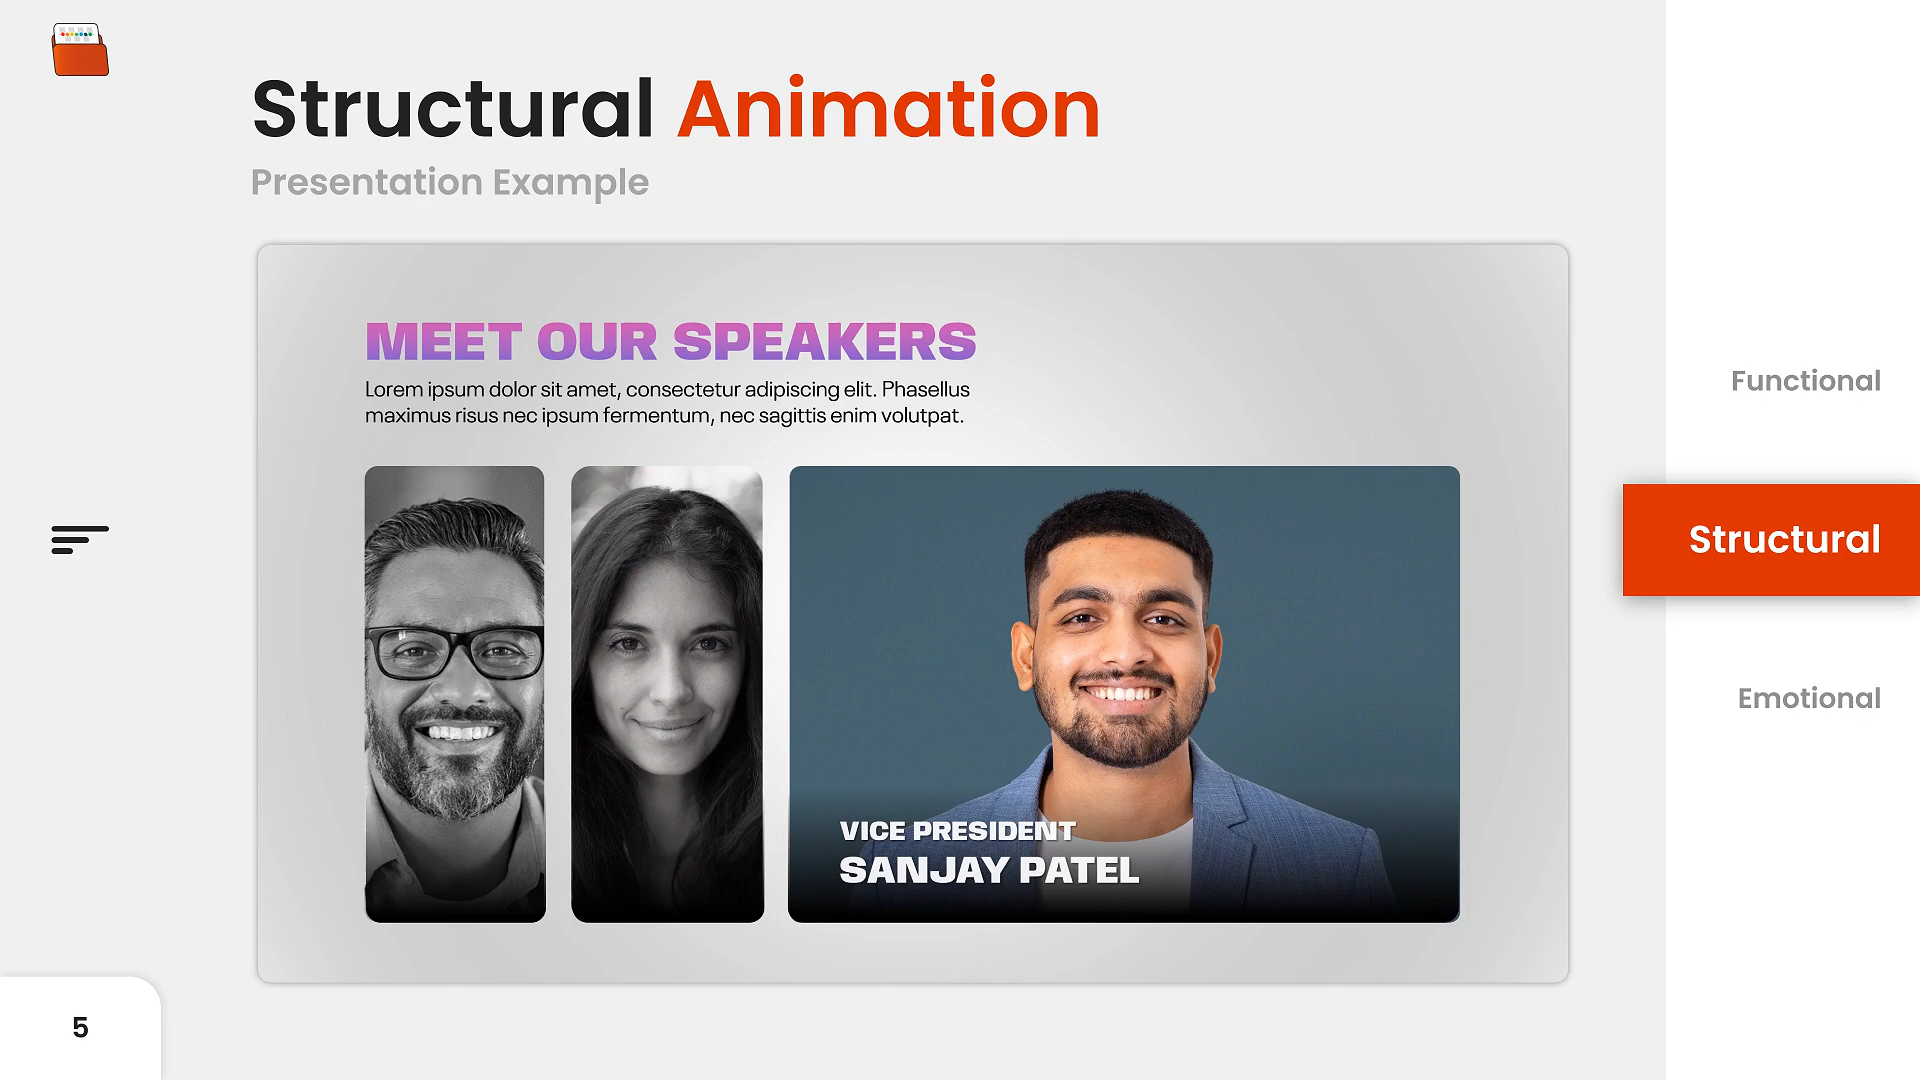 Structural Animation
Presentation Example
MEET OUR SPEAKERS
Lorem ipsum dolor sit amet, consectetur adipiscing elit. Phasellus
maximus risus nec ipsum fermentum, nec sagittis enim volutpat.
VICE PRESIDENT
SANJAY PATEL
Functional
Structural
Emotional
5